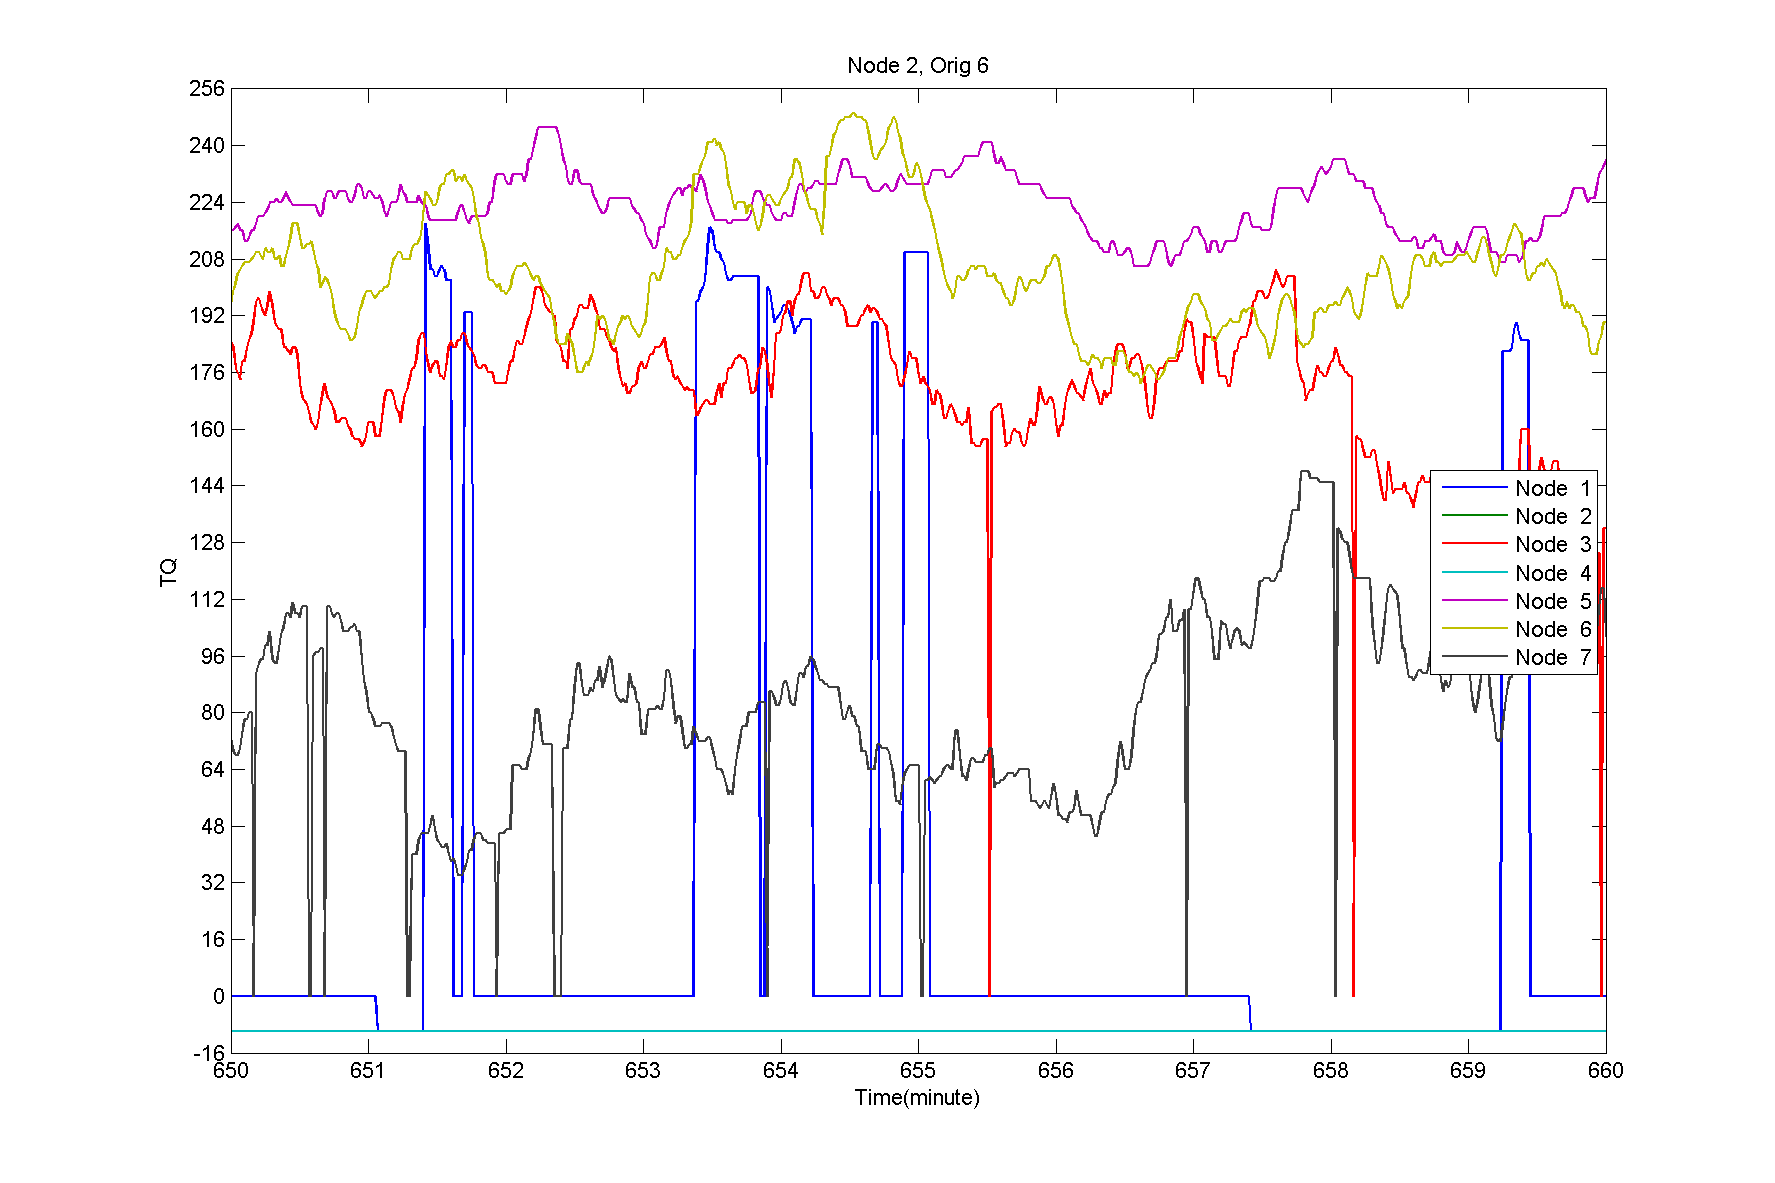 Node 2, Orig 6
256
240
224
208
192
176
160
144
128
112
96
80
64
48
32
16
0
-16
TQ
Node 1
Node 2
Node 3
Node 4
Node 5
Node 6
Node 7
650 651 652 653 654 655 656 657 658 659 660
Time(minute)